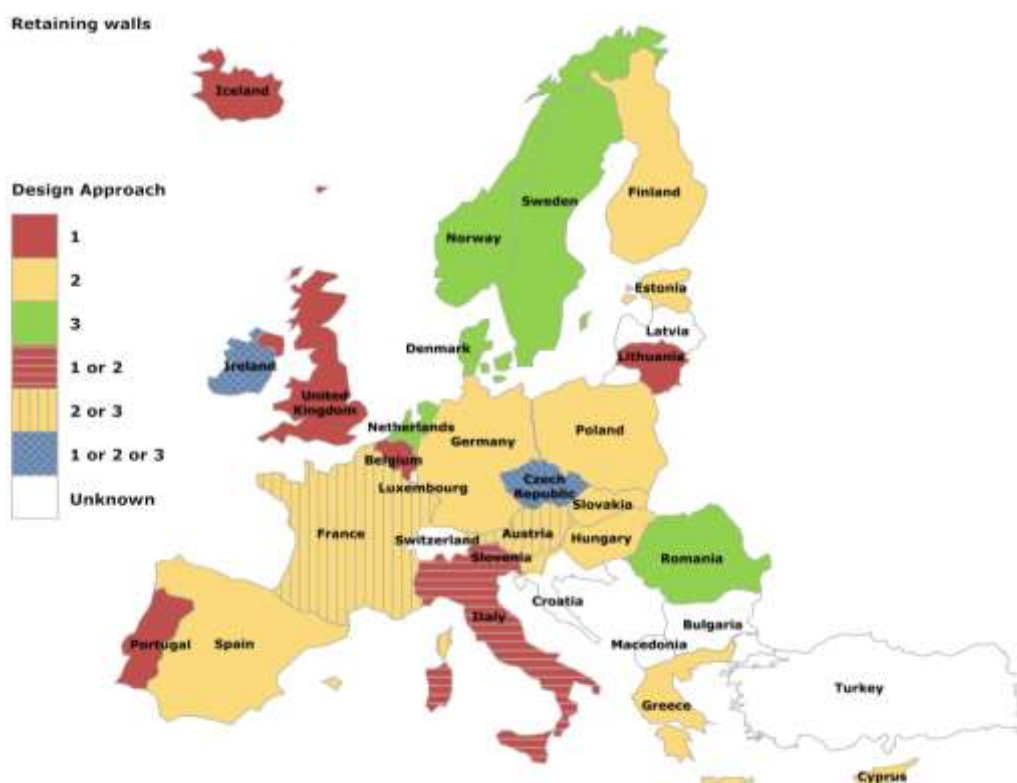 Retaining walls
Iceland
Design Approach
1
2
3
1 or 2
2 or 3
1 or 2 or 3
Unknown
Finland
Sweden
Norway
Estonia
Latvia
Denmark
Lithuania
Ireland
United
Kingdom
Netherlands
Germany
Poland
Belgium
Czech
Republic
Luxembourg
Slovakia
France
Switzerland
Austria
Hungary
Slovenia
Romania
Croatia
Italy
Bulgaria
Portugal
Spain
Macedonia
Turkey
Greece
Cyprus